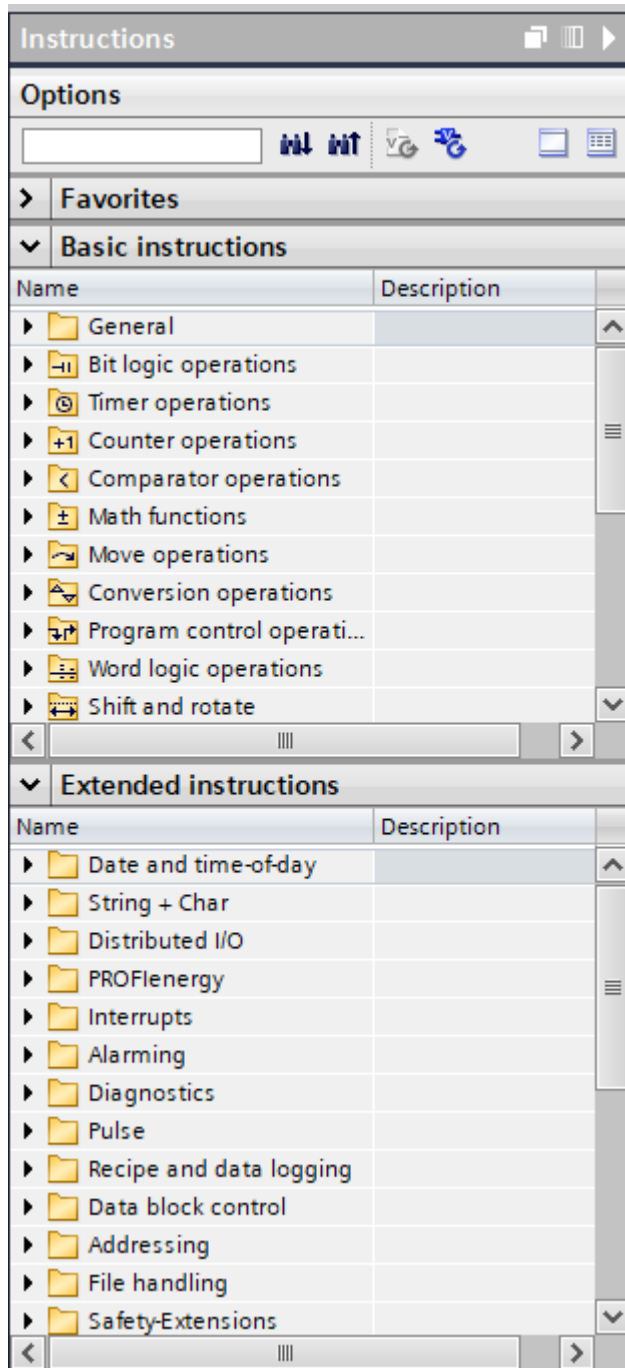 Instructions
Options
Favorites
Basic instructions
Name Description
General
Bit logic operations
Timer operations
+1 Counter operations
Comparator operations
± Math functions
Move operations
Conversion operations
Program control operati...
Word logic operations
Shift and rotate
Extended instructions
Name Description
Date and time-of-day
String + Char
Distributed I/O
PROFIenergy
Interrupts
Alarming
Diagnostics
Pulse
Recipe and data logging
Data block control
Addressing
File handling
Safety-Extensions